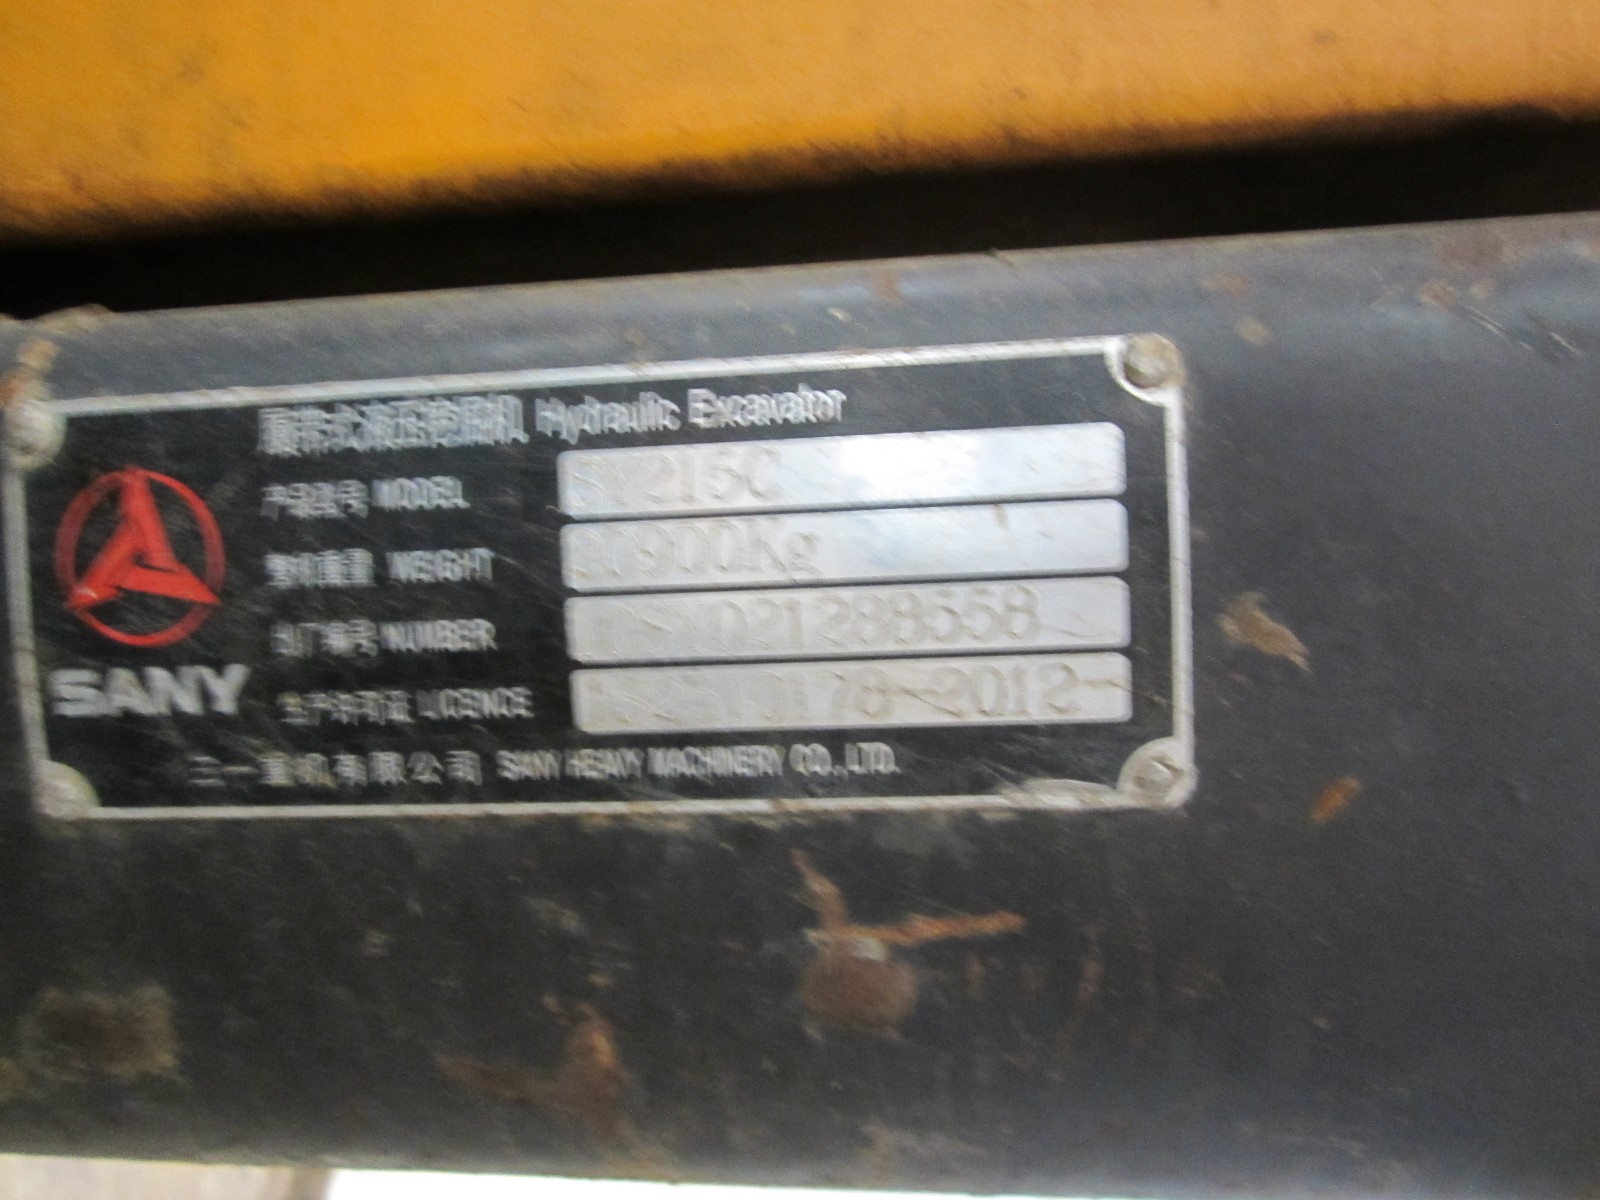 履带式液压挖掘机 Hydraulic Excavator
产品型号 MODEL SY215C
整机重量 WEIGHT 20900Kg
出厂编号 NUMBER
生产许可证 LICENCE
SANY
三一重机有限公司 SANY HEAVY MACHINERY CO.,LTD.